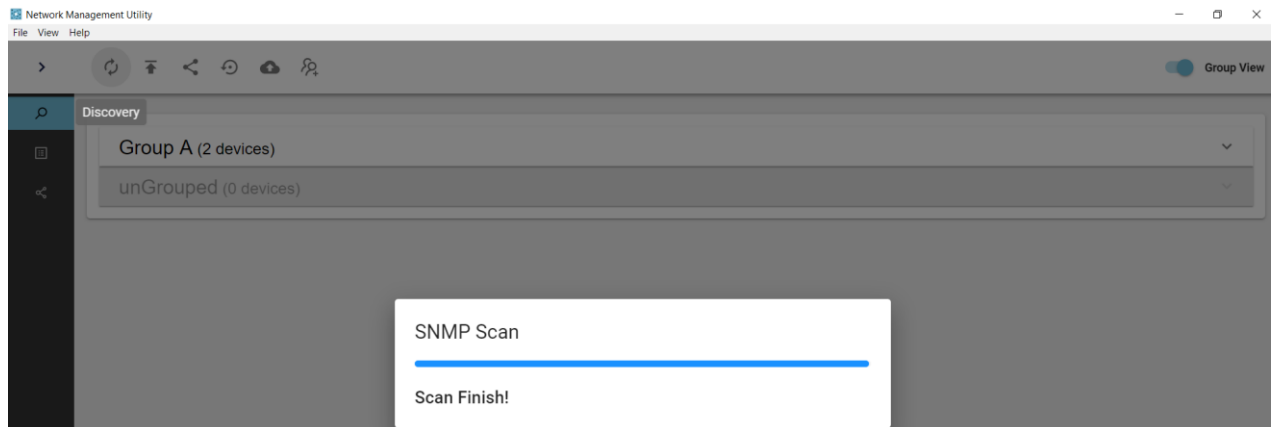 Network Management Utility
File View Help
Group View
Discovery
Group A (2 devices)
unGrouped (0 devices)
SNMP Scan
Scan Finish!